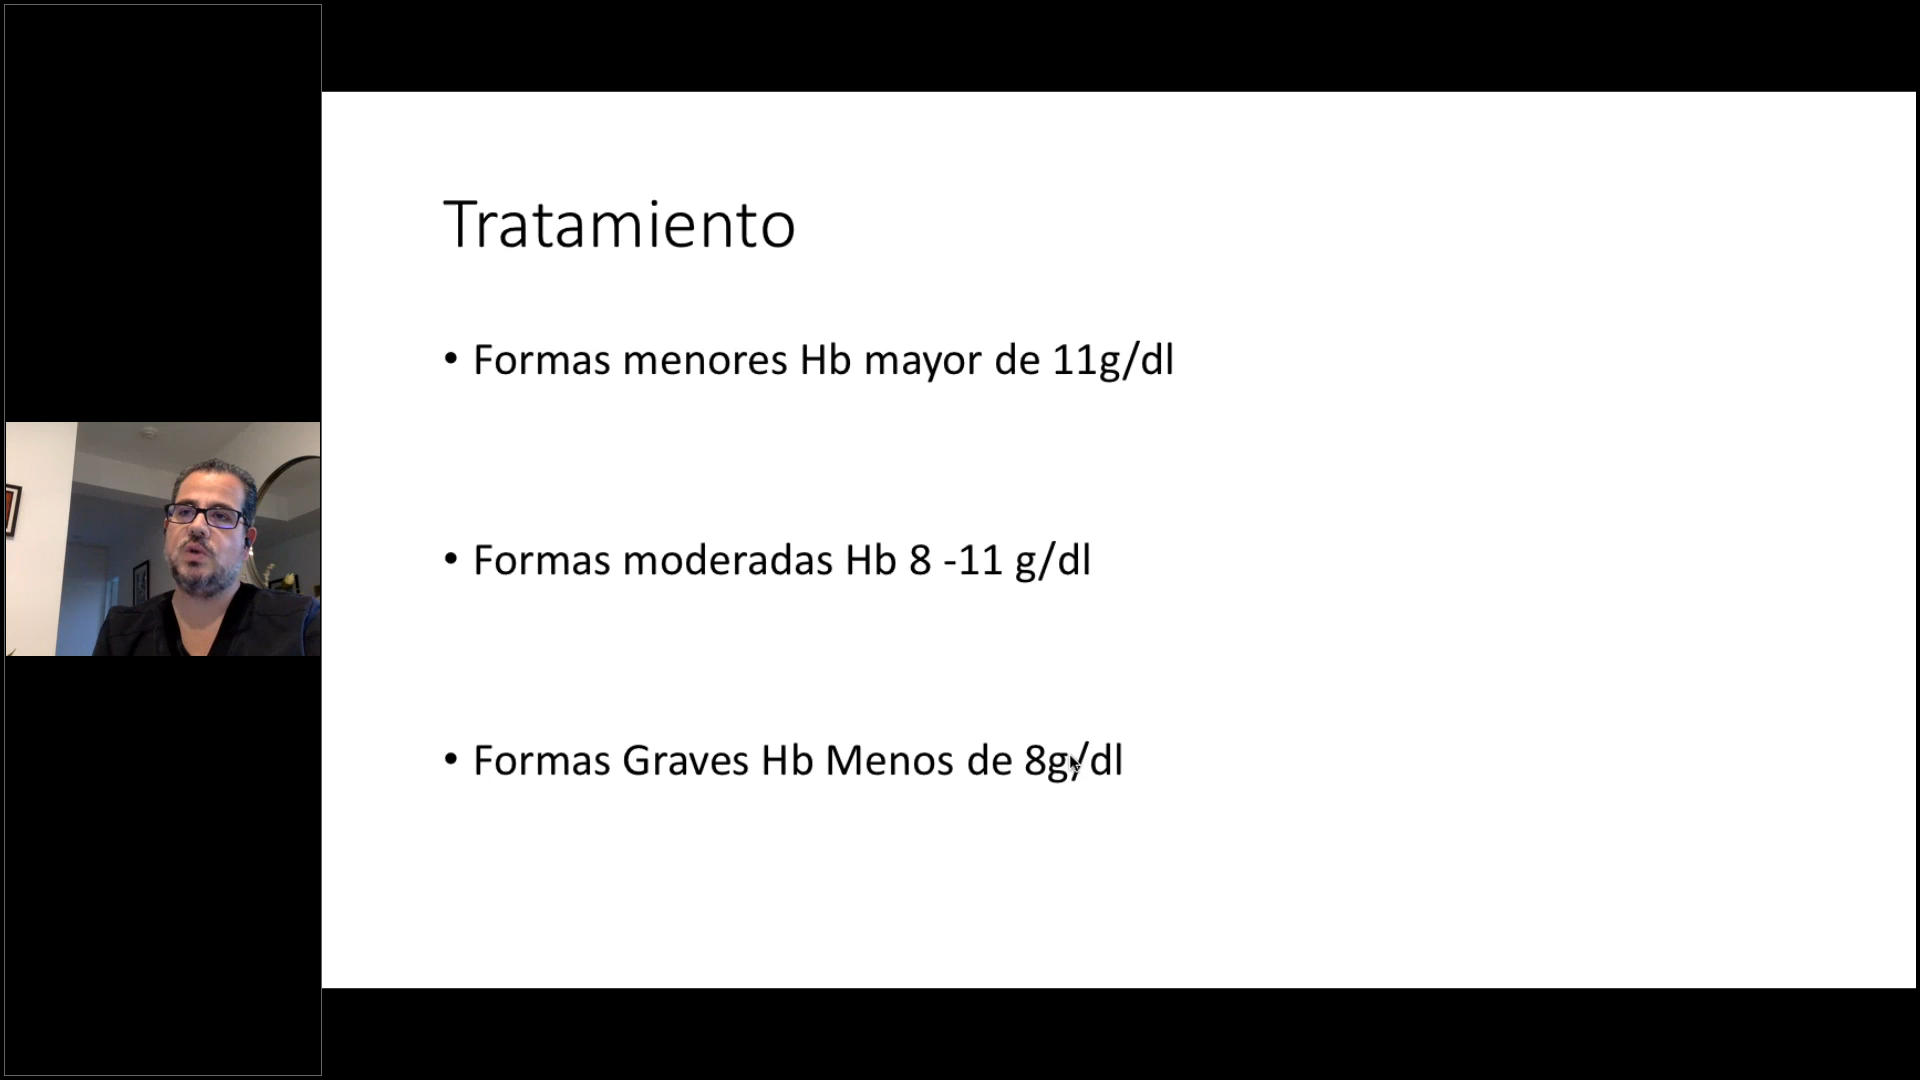 Tratamiento
• Formas menores Hb mayor de 11g/dl
• Formas moderadas Hb 8 -11 g/dl
• Formas Graves Hb Menos de 8g/dl